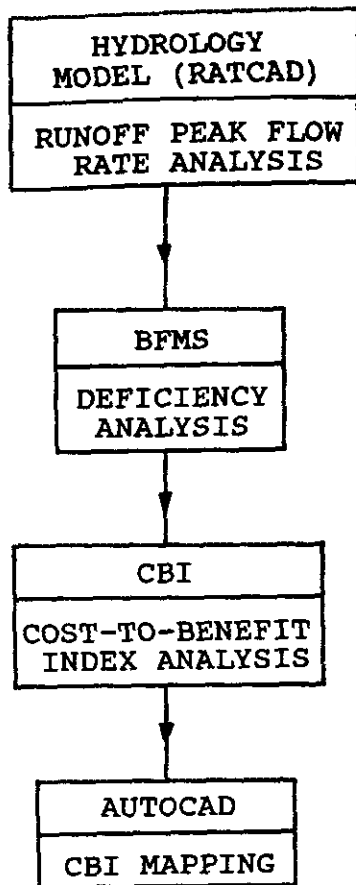 HYDROLOGY
MODEL (RATCAD)
RUNOFF PEAK FLOW
RATE ANALYSIS
BFMS
DEFICIENCY
ANALYSIS
CBI
COST-TO-BENEFIT
INDEX ANALYSIS
AUTOCAD
CBI MAPPING